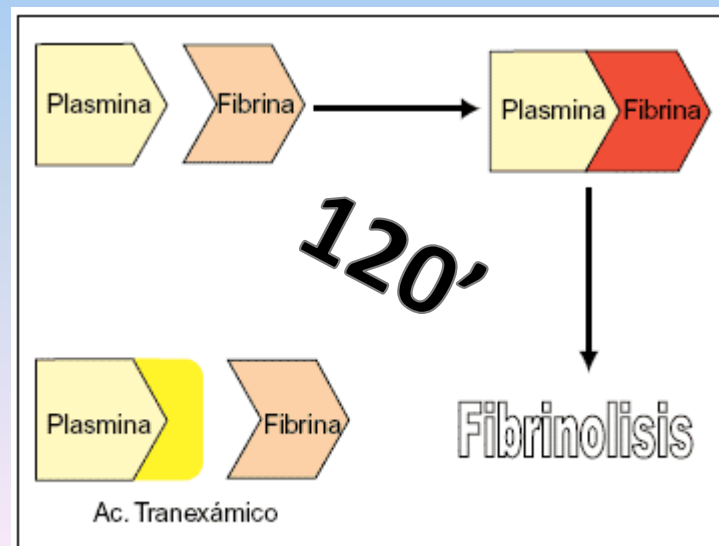 Plasmina
Fibrina
Plasmina
Fibrina
120’
Plasmina
Fibrina
Fibrinolisis
Ac. Tranexámico